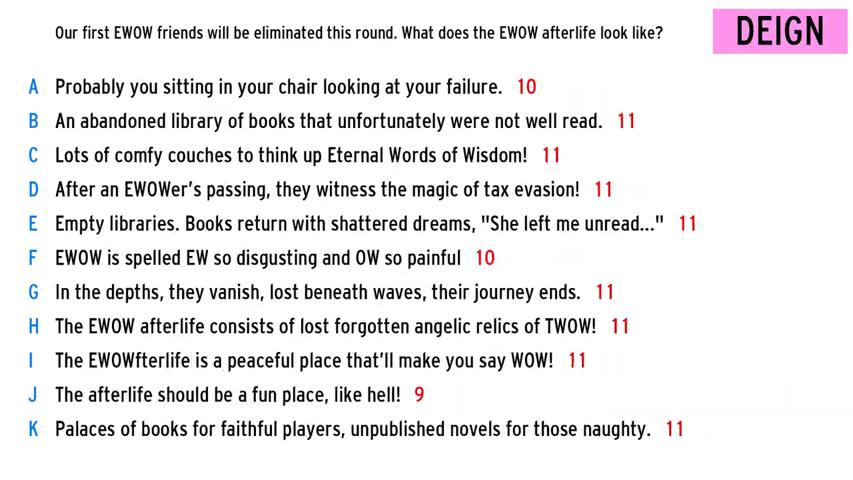 Our first EWOW friends will be eliminated this round. What does the EWOW afterlife look like?
DEIGN
A Probably you sitting in your chair looking at your failure. 10
B An abandoned library of books that unfortunately were not well read. 11
C Lots of comfy couches to think up Eternal Words of Wisdom! 11
D After an EWOWer's passing, they witness the magic of tax evasion! 11
E Empty libraries. Books return with shattered dreams, "She left me unread..." 11
F EWOW is spelled EW so disgusting and OW so painful 10
G In the depths, they vanish, lost beneath waves, their journey ends. 11
H The EWOW afterlife consists of lost forgotten angelic relics of TWOW! 11
I The EWOWfterlife is a peaceful place that'll make you say WOW! 11
J The afterlife should be a fun place, like hell! 9
K Palaces of books for faithful players, unpublished novels for those naughty. 11